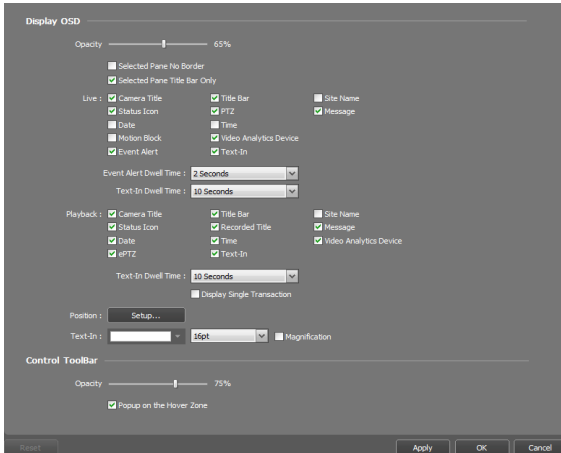 Display OSD
Opacity 65%
Selected Pane No Border
Selected Pane Title Bar Only
Live : Camera Title Title Bar Site Name
Status Icon PTZ Message
Date Time
Motion Block Video Analytics Device
Event Alert Text-In
Event Alert Dwell Time : 2 Seconds
Text-In Dwell Time : 10 Seconds
Playback : Camera Title Title Bar Site Name
Status Icon Recorded Title Message
Date Time Video Analytics Device
ePTZ Text-In
Text-In Dwell Time : 10 Seconds
Display Single Transaction
Position : Setup...
Text-In : 16pt Magnification
Control ToolBar
Opacity 75%
Popup on the Hover Zone
Reset Apply OK Cancel